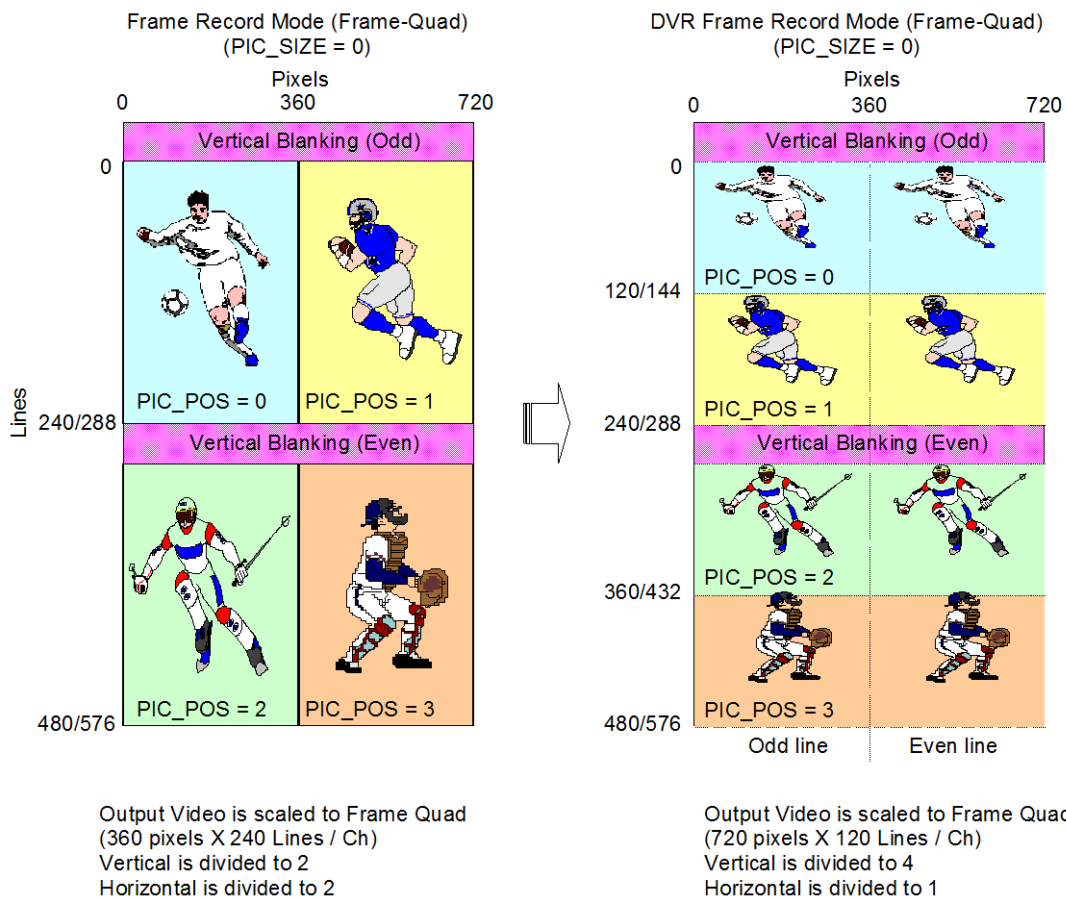 Frame Record Mode (Frame-Quad)
(PIC_SIZE = 0)
Pixels
0 360 720
Vertical Blanking (Odd)
0
PIC_POS = 0 PIC_POS = 1
Lines
240/288
Vertical Blanking (Even)
PIC_POS = 2 PIC_POS = 3
480/576
Output Video is scaled to Frame Quad
(360 pixels X 240 Lines / Ch)
Vertical is divided to 2
Horizontal is divided to 2
DVR Frame Record Mode (Frame-Quad)
(PIC_SIZE = 0)
Pixels
0 360 720
Vertical Blanking (Odd)
0
PIC_POS = 0
120/144
PIC_POS = 1
240/288
Vertical Blanking (Even)
PIC_POS = 2
360/432
PIC_POS = 3
480/576
Odd line Even line
Output Video is scaled to Frame Quad
(720 pixels X 120 Lines / Ch)
Vertical is divided to 4
Horizontal is divided to 1